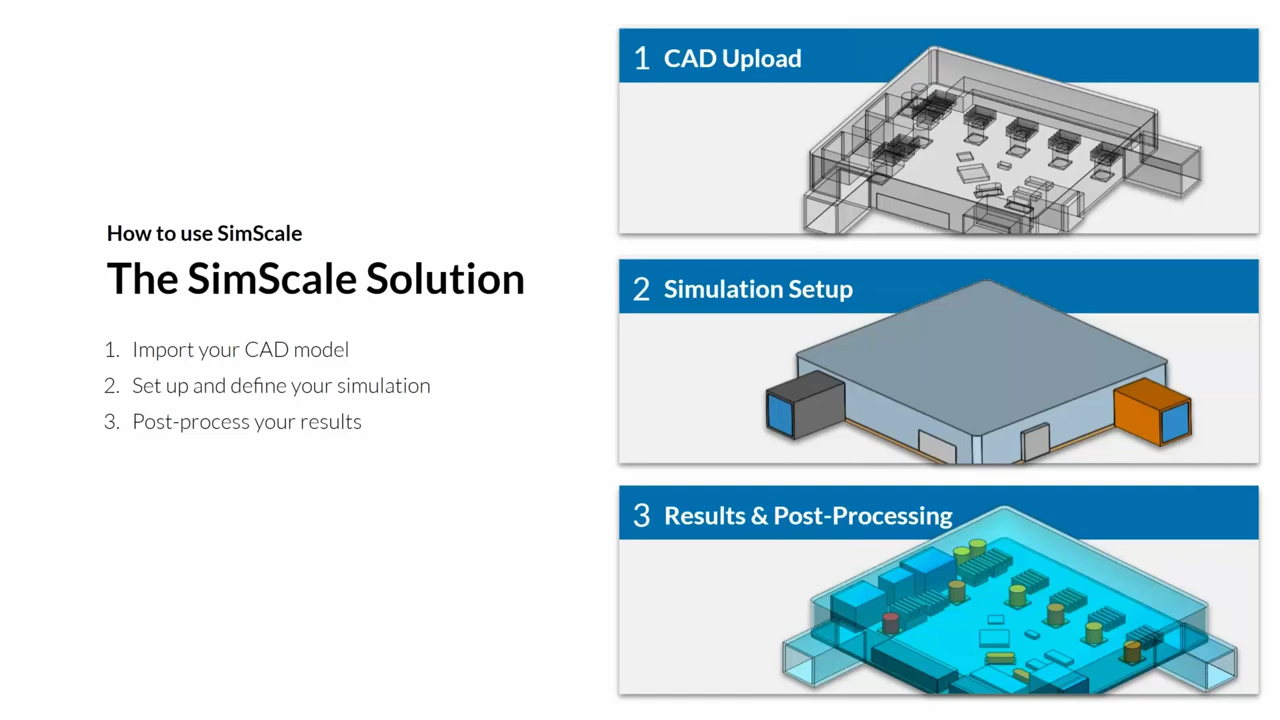 How to use SimScale
The SimScale Solution
1. Import your CAD model
2. Set up and define your simulation
3. Post-process your results
1 CAD Upload
2 Simulation Setup
3 Results & Post-Processing